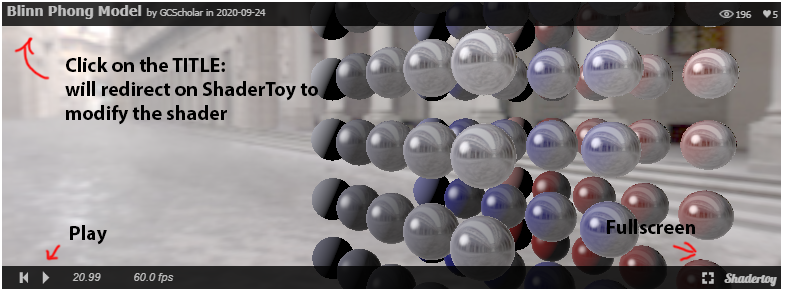 Blinn Phong Model by GCScholar in 2020-09-24
196 5
Click on the TITLE:
will redirect on ShaderToy to
modify the shader
Play
Fullscreen
20.99 60.0 fps
Shadertoy